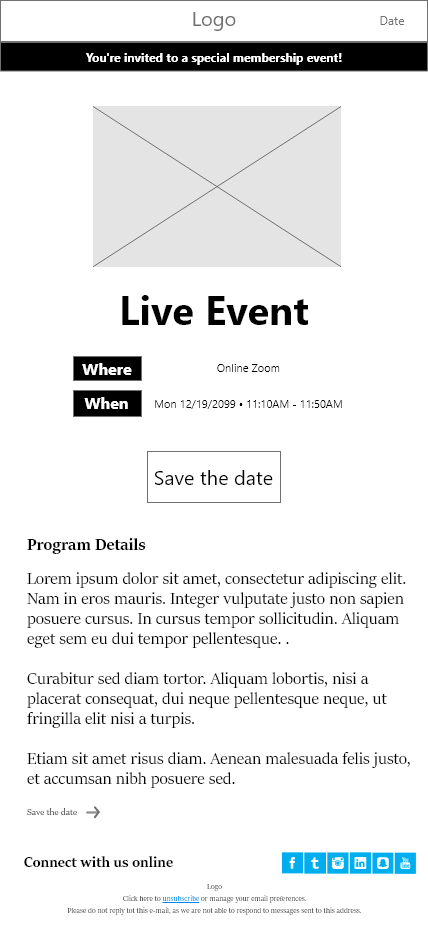 Logo
Date
You're invited to a special membership event!
Live Event
Where
Online Zoom
When
Mon 12/19/2099 • 11:10AM - 11:50AM
Save the date
Program Details
Lorem ipsum dolor sit amet, consectetur adipiscing elit.
Nam in eros mauris. Integer vulputate justo non sapien
posuere cursus. In cursus tempor sollicitudin. Aliquam
eget sem eu dui tempor pellentesque. .
Curabitur sed diam tortor. Aliquam lobortis, nisi a
placerat consequat, dui neque pellentesque neque, ut
fringilla elit nisi a turpis.
Etiam sit amet risus diam. Aenean malesuada felis justo,
et accumsan nibh posuere sed.
Save the date
Connect with us online
Logo
Click here to unsubscribe or manage your email preferences.
Please do not reply tot this e-mail, as we are not able to respond to messages sent to this address.